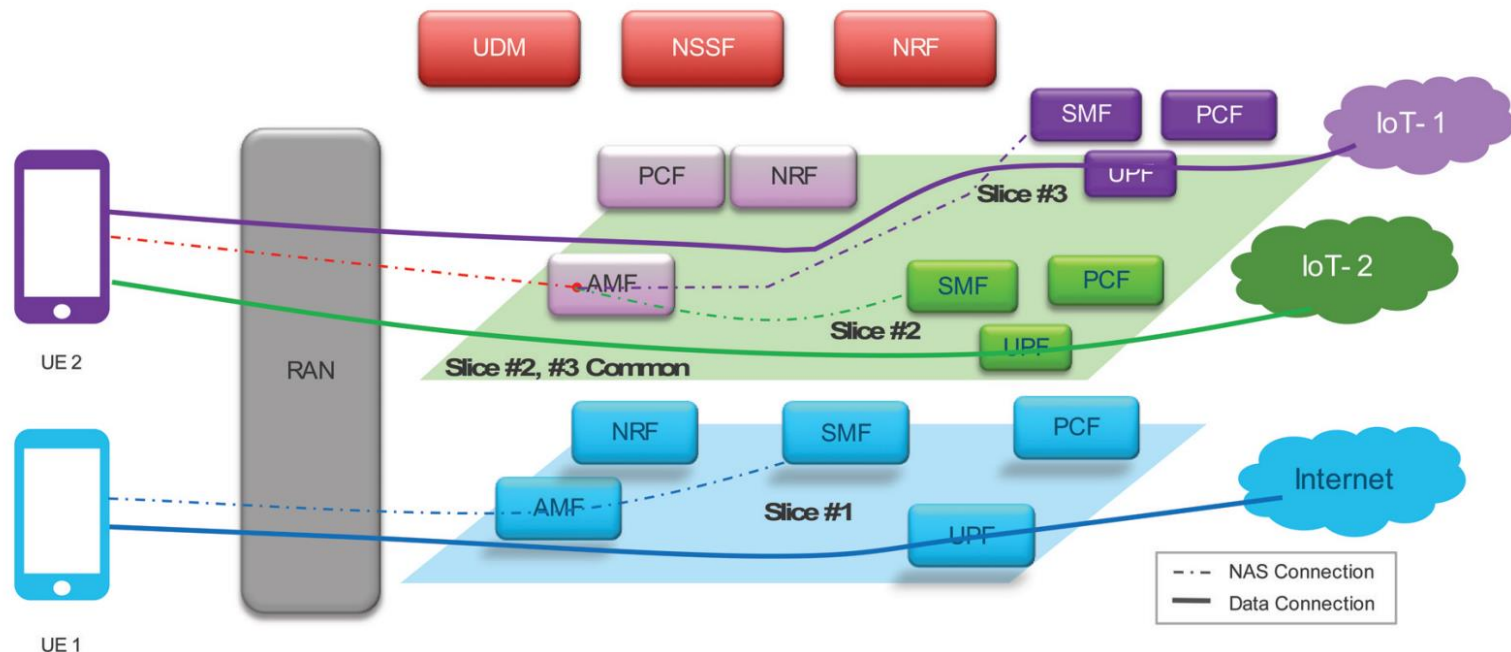 UDM
NSSF
NRF
SMF
PCF
IoT- 1
PCF
NRF
UPF
Slice #3
IoT- 2
AMF
SMF
PCF
Slice #2
UPF
UE 2
RAN
Slice #2, #3 Common
NRF
SMF
PCF
Internet
AMF
Slice #1
UPF
NAS Connection
Data Connection
UE 1